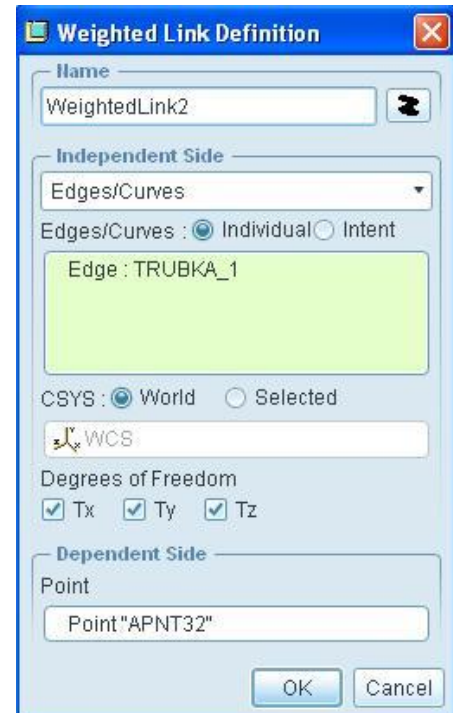 Weighted Link Definition
Name
WeightedLink2
Independent Side
Edges/Curves
Edges/Curves : Individual Intent
Edge : TRUBKA_1
CSYS : World Selected
WCS
Degrees of Freedom
Tx Ty Tz
Dependent Side
Point
Point "APNT32"
OK Cancel